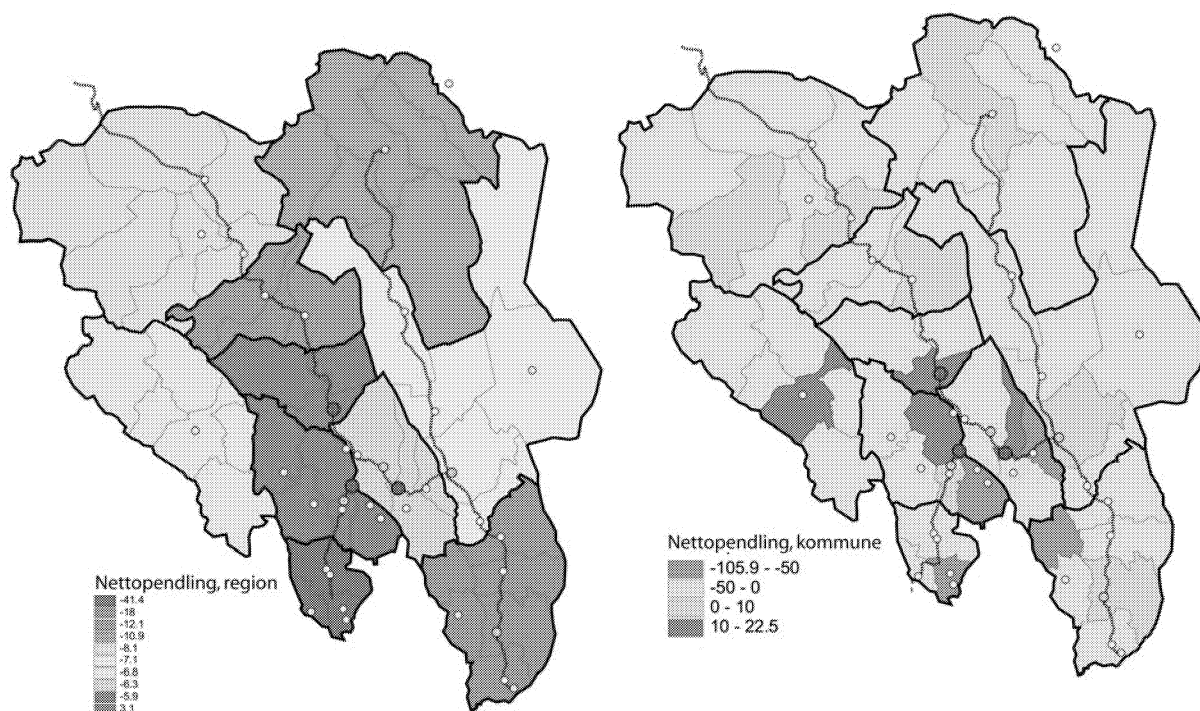 Nettopendling, region
-41.4
-18
-12.1
-10.9
-8.1
-7.1
-6.8
-6.3
-5.9
3.1
Nettopendling, kommune
-105.9 - -50
-50 - 0
0 - 10
10 - 22.5